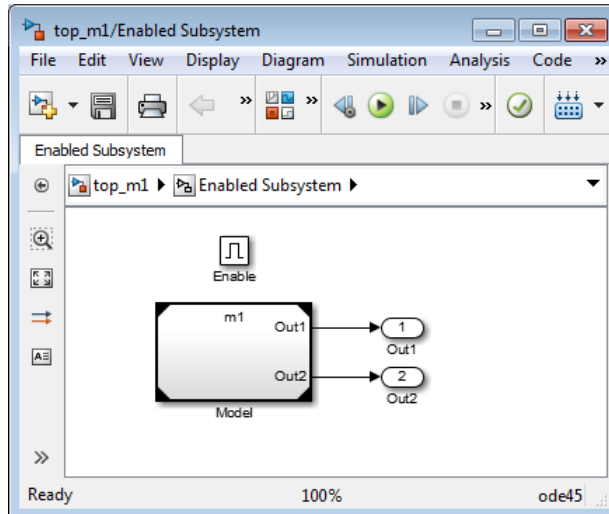 top_m1/Enabled Subsystem
File Edit View Display Diagram Simulation Analysis Code »
» » »
Enabled Subsystem
top_m1 Enabled Subsystem
Enable
m1
Out1
1
Out1
Out2
2
Out2
Model
A
»
Ready 100% ode45